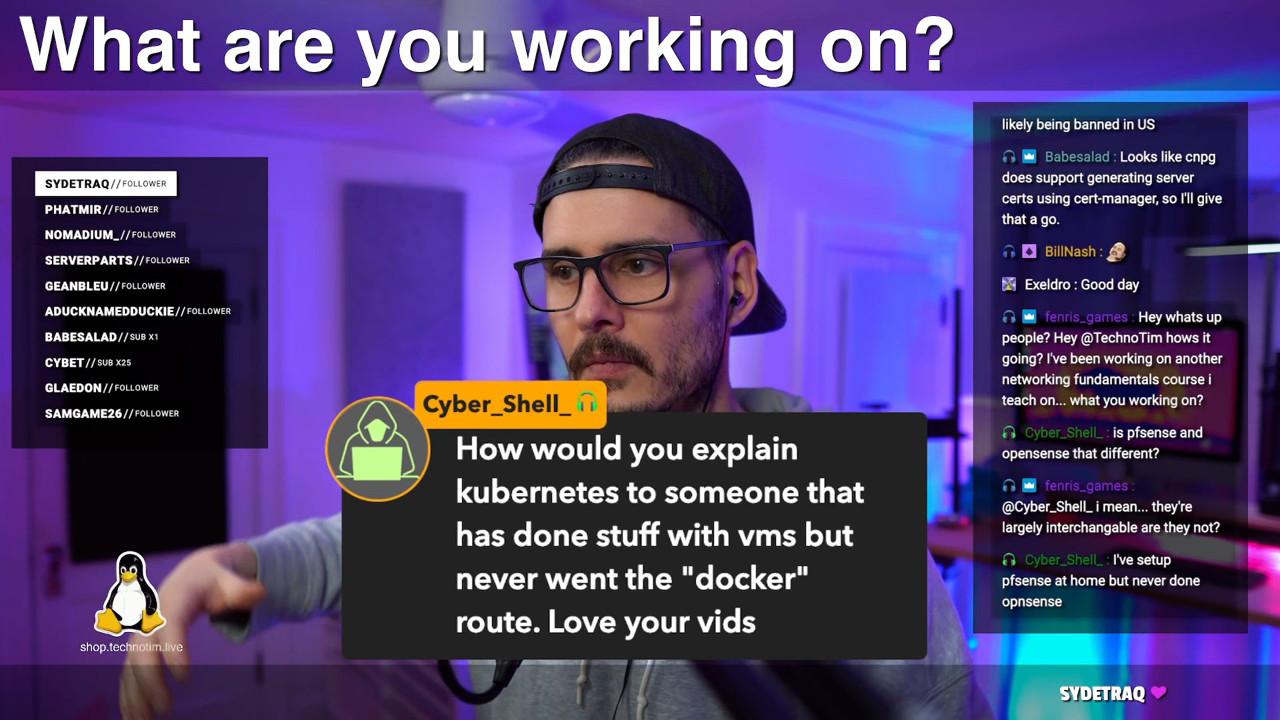 What are you working on?
SYDETRAQ//FOLLOWER
PHATMIR//FOLLOWER
NOMADIUM_//FOLLOWER
SERVERPARTS//FOLLOWER
GEANBLEU//FOLLOWER
ADUCKNAMEDDUCKIE//FOLLOWER
BABESALAD//SUB X1
CYBET//SUB X25
GLAEDON//FOLLOWER
SAMGAME26//FOLLOWER
shop.technotim.live
Cyber_Shell_
How would you explain
kubernetes to someone that
has done stuff with vms but
never went the "docker"
route. Love your vids
likely being banned in US
Babesalad : Looks like cnpg
does support generating server
certs using cert-manager, so I'll give
that a go.
BillNash :
Exeldro : Good day
fenris_games : Hey whats up
people? Hey @TechnoTim hows it
going? I've been working on another
networking fundamentals course i
teach on... what you working on?
Cyber_Shell_ : is pfsense and
opensense that different?
fenris_games :
@Cyber_Shell_ i mean... they're
largely interchangable are they not?
Cyber_Shell_ : I've setup
pfsense at home but never done
opnsense
SYDETRAQ